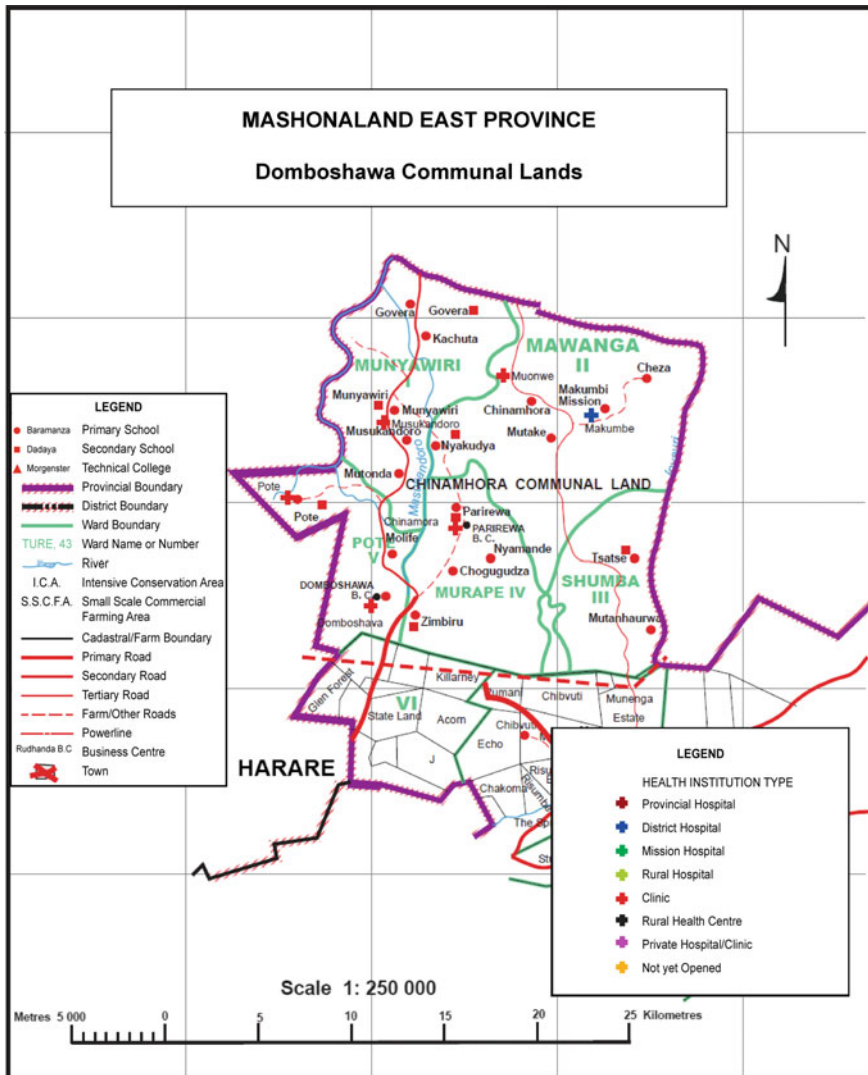 MASHONALAND EAST PROVINCE
Domboshawa Communal Lands
N
Govera
Govera
Kachuta
MAWANGA
II
MUNYAWIRI
I
Muonwe
Cheza
Makumbi
Mission
Munyawiri
Munyawiri
Chinamhora
Makumbe
Musukandoro
Musukandoro
Mutake
Nyakudya
Mutonda
CHINAMHORA COMMUNAL LAND
Pote
Pote
Chinamora
Parirewa
PARIREWA
B. C.
POTE
V
Molife
Nyamande
Tsatse
Chogugudza
SHUMBA
III
DOMBOSHAWA
B. C.
MURAPE IV
Domboshava
Zimbiru
Mutanhaurwa
Killarney
Glen Forest
VI
State Land
Acorn
Chibvuti
Munenga
Estate
Chibvuti
Echo
J
HARARE
Chakoma
LEGEND
Baramanza Primary School
Dadaya Secondary School
Morgenster Technical College
Provincial Boundary
District Boundary
Ward Boundary
TURE, 43 Ward Name or Number
River
I.C.A. Intensive Conservation Area
S.S.C.F.A. Small Scale Commercial
Farming Area
Cadastral/Farm Boundary
Primary Road
Secondary Road
Tertiary Road
Farm/Other Roads
Powerline
Rudhanda B.C Business Centre
Town
LEGEND
HEALTH INSTITUTION TYPE
Provincial Hospital
District Hospital
Mission Hospital
Rural Hospital
Clinic
Rural Health Centre
Private Hospital/Clinic
Not yet Opened
Scale 1: 250 000
Metres 5 000 5 10 15 20 25 Kilometres